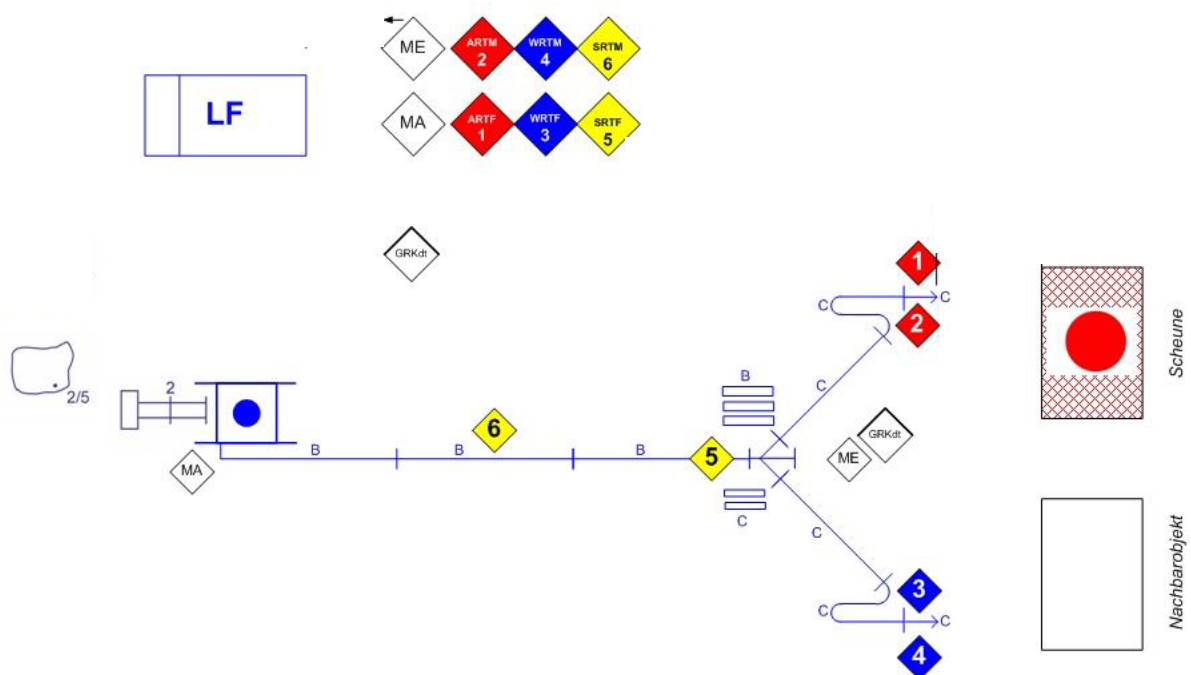 ME ARTM 2 WRTM 4 SRTM 6
LF
MA ARTF 1 WRTF 3 SRTF 5
GRKdt
1
C C
2
Scheune
2/5
2
B
C
6
GRKdt
B B B 5 ME
MA
C
C
3
C C
4
Nachbarobjekt